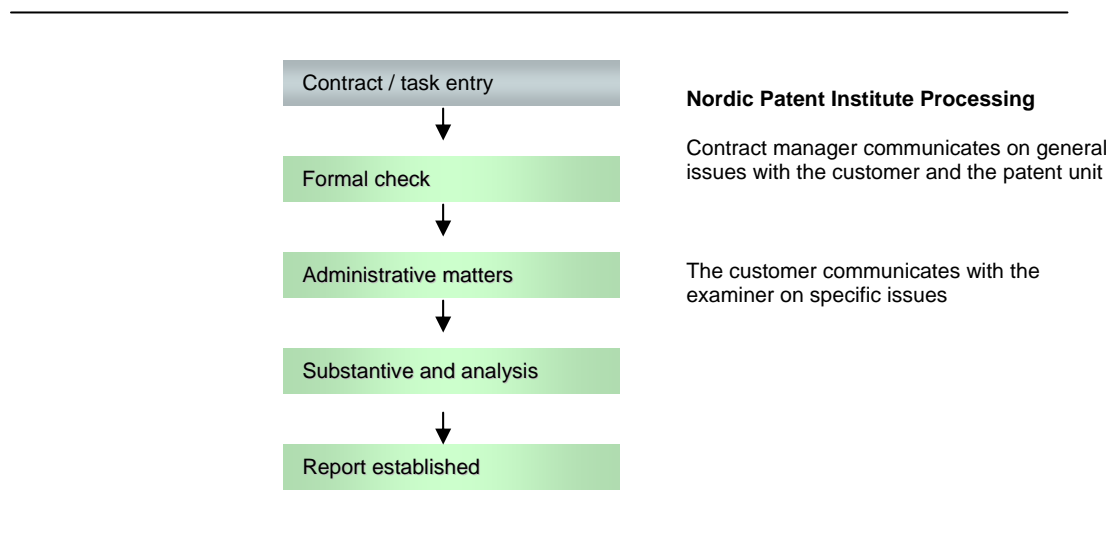 Contract / task entry
Nordic Patent Institute Processing
Contract manager communicates on general
issues with the customer and the patent unit
Formal check
Administrative matters
The customer communicates with the
examiner on specific issues
Substantive and analysis
Report established